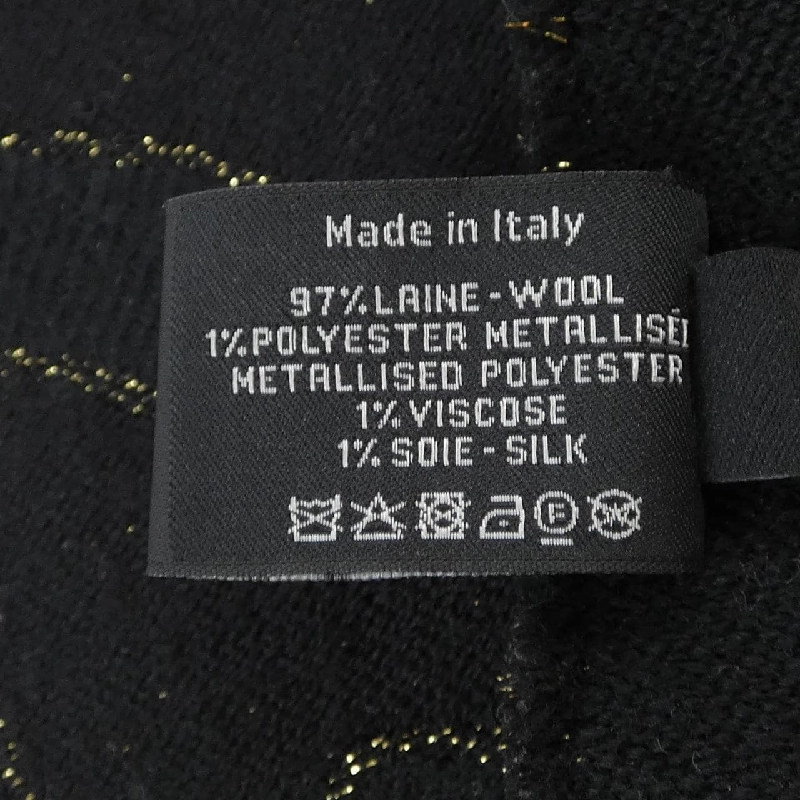 Made in Italy
97% LAINE - WOOL
1% POLYESTER METALLISÉ
METALLISED POLYESTER
1% VISCOSE
1% SOIE - SILK